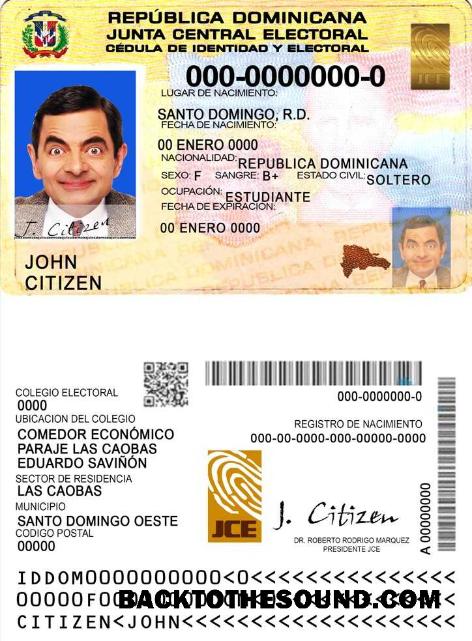 REPÚBLICA DOMINICANA
JUNTA CENTRAL ELECTORAL
CÉDULA DE IDENTIDAD Y ELECTORAL
000-0000000-0
LUGAR DE NACIMIENTO:
SANTO DOMINGO, R.D.
FECHA DE NACIMIENTO:
00 ENERO 0000
NACIONALIDAD: REPUBLICA DOMINICANA
SEXO: F SANGRE: B+ ESTADO CIVIL: SOLTERO
OCUPACIÓN: ESTUDIANTE
FECHA DE EXPIRACION:
00 ENERO 0000
JCE
J. Citizen
JOHN
CITIZEN
COLEGIO ELECTORAL
0000
UBICACION DEL COLEGIO
COMEDOR ECONÓMICO
PARAJE LAS CAOBAS
EDUARDO SAVIÑÓN
SECTOR DE RESIDENCIA
LAS CAOBAS
MUNICIPIO
SANTO DOMINGO OESTE
CODIGO POSTAL
00000
000-0000000-0
REGISTRO DE NACIMIENTO
000-00-0000-000-00000-0000
JCE
J. Citizen
DR. ROBERTO RODRIGO MARQUEZ
PRESIDENTE JCE
A 000000000
IDDOM0000000000<0<<<<<<<<<<<<<
00000F0
BACKTOTHESOUND.COM
CITIZEN<JOHN<<<<<<<<<<<<<<<<<<